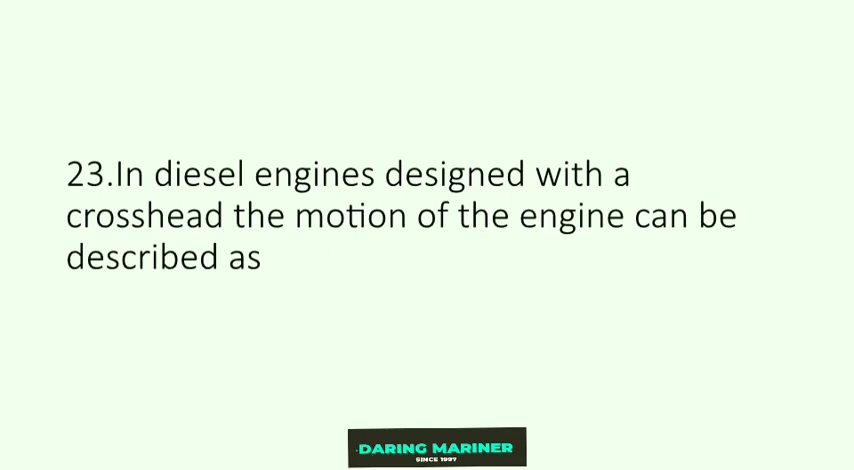 23.In diesel engines designed with a
crosshead the motion of the engine can be
described as
DARING MARINER
SINCE 1997